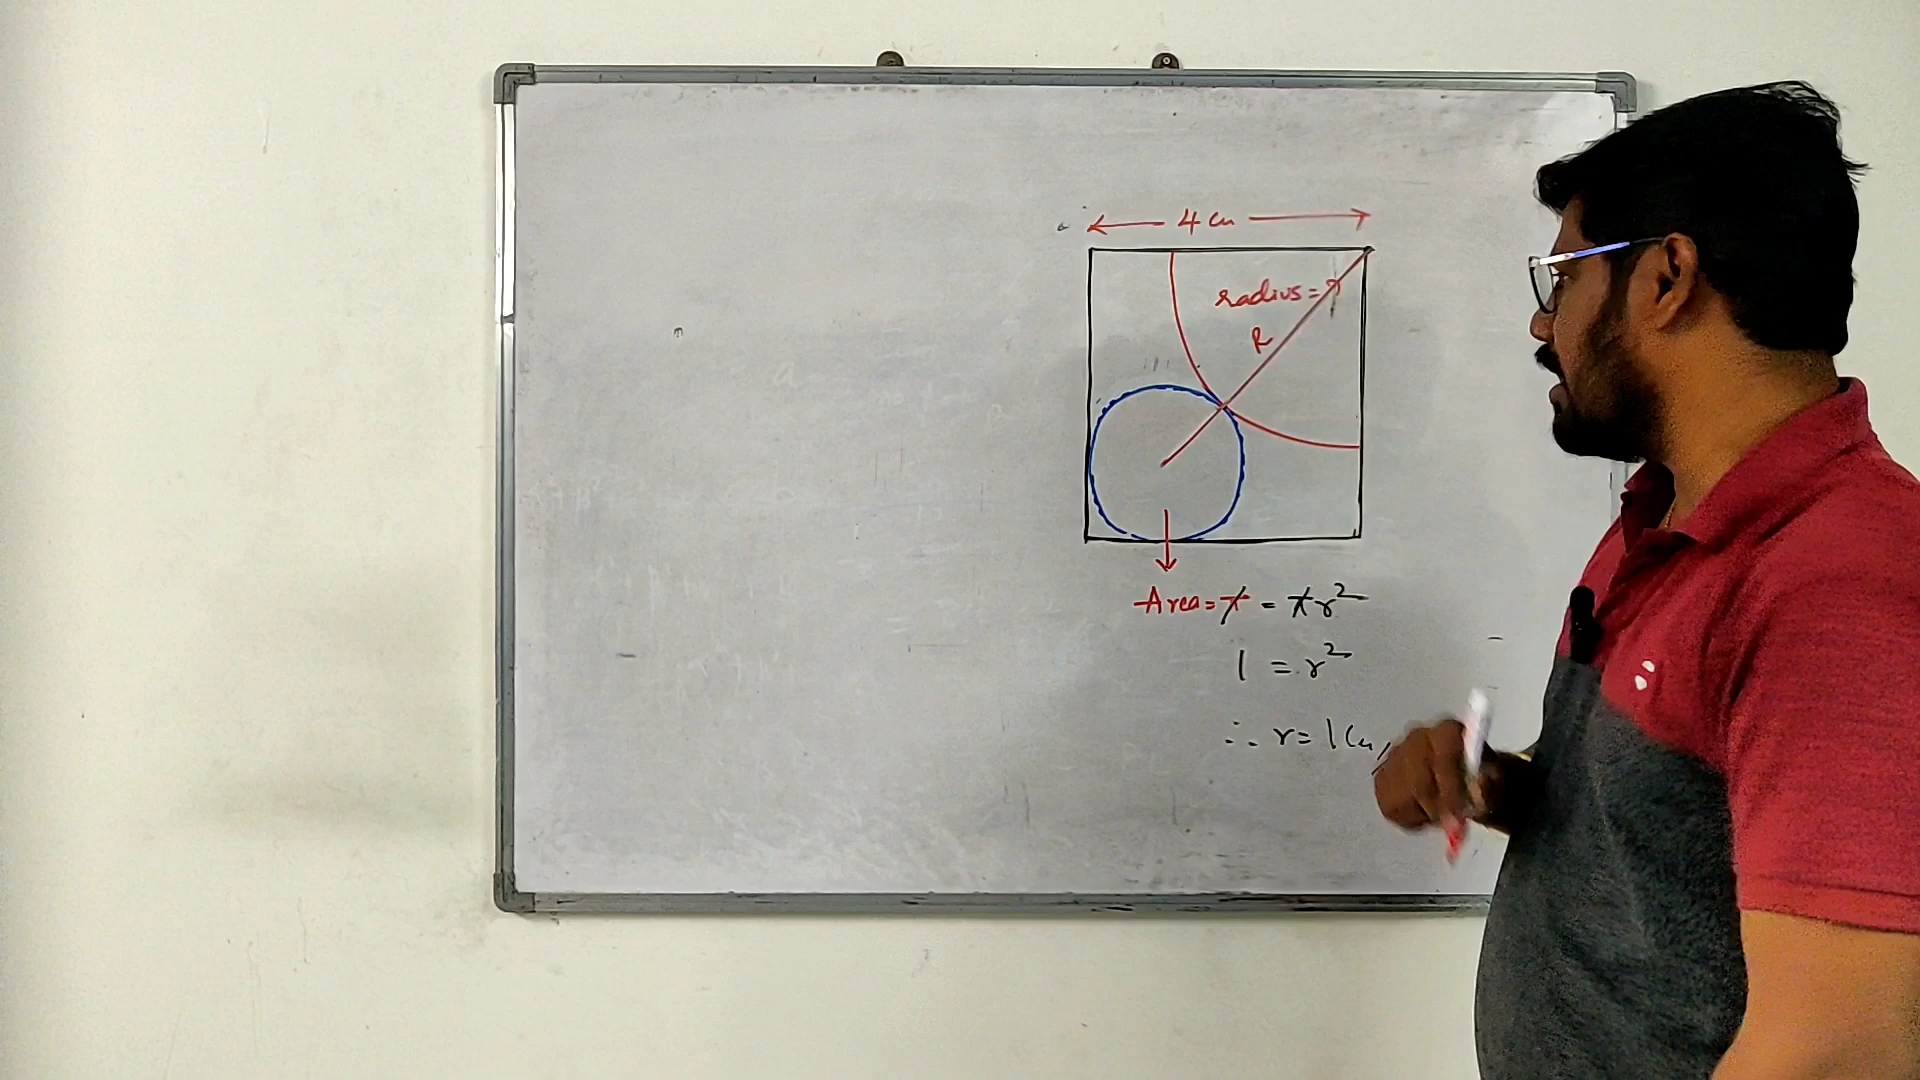 4 cm
radius = ?
R
Area = π = πr²
1 = r²
∴ r = 1 cm